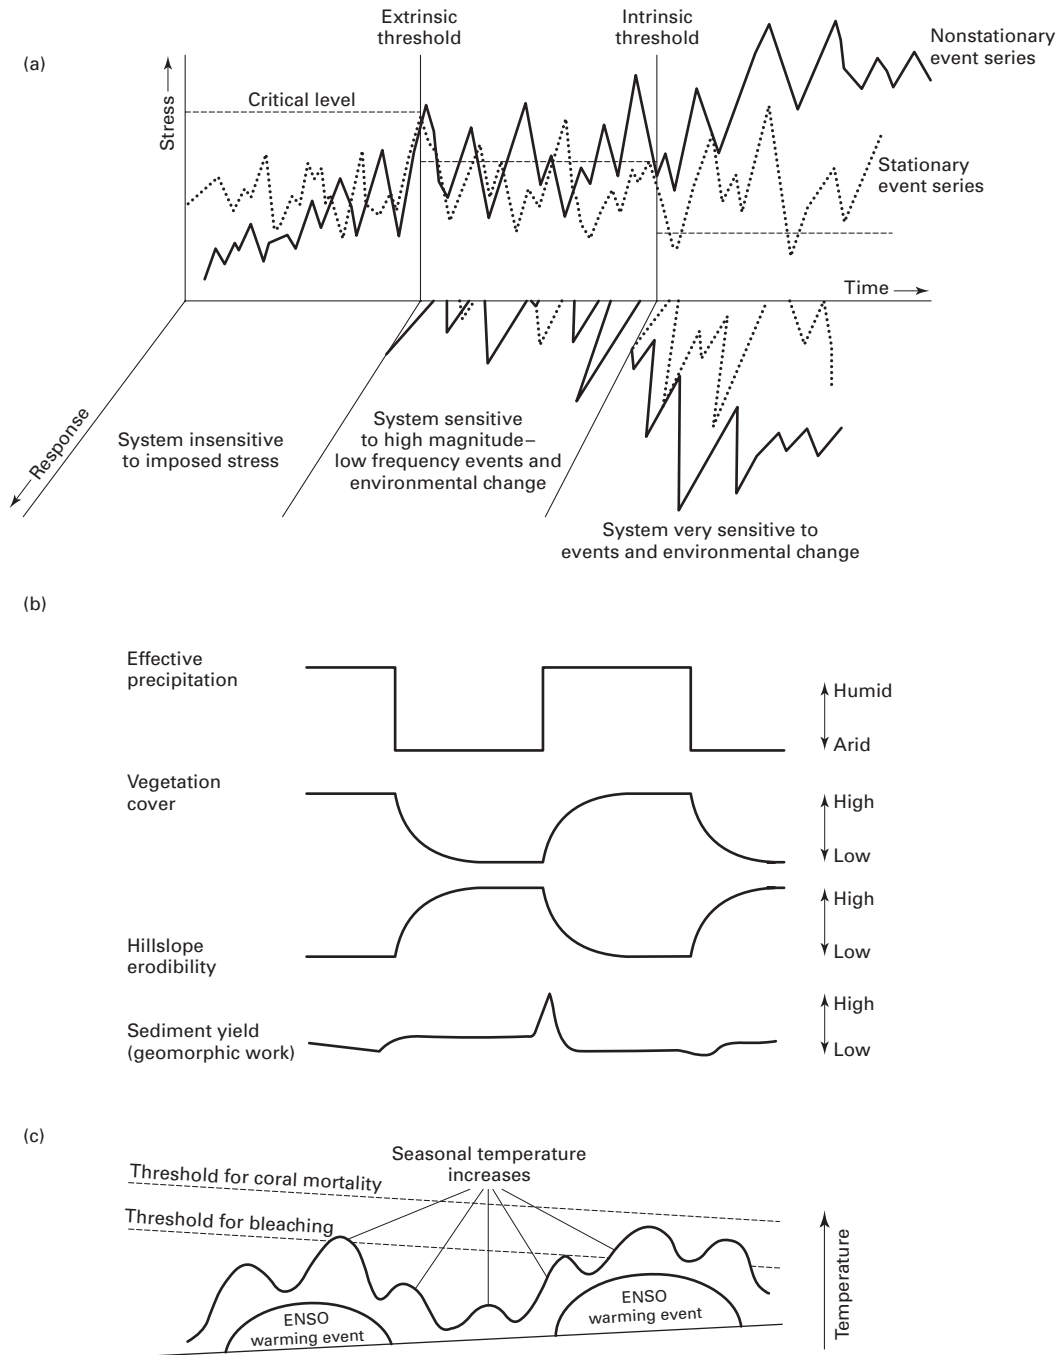 (a)
Extrinsic
threshold
Intrinsic
threshold
Nonstationary
event series
Stress
Critical level
Stationary
event series
Time
Response
System insensitive
to imposed stress
System sensitive
to high magnitude–
low frequency events and
environmental change
System very sensitive to
events and environmental change
(b)
Effective
precipitation
Humid
Arid
Vegetation
cover
High
Low
High
Low
Hillslope
erodibility
Sediment yield
(geomorphic work)
High
Low
(c)
Seasonal temperature
increases
Threshold for coral mortality
Threshold for bleaching
Temperature
ENSO
warming event
ENSO
warming event